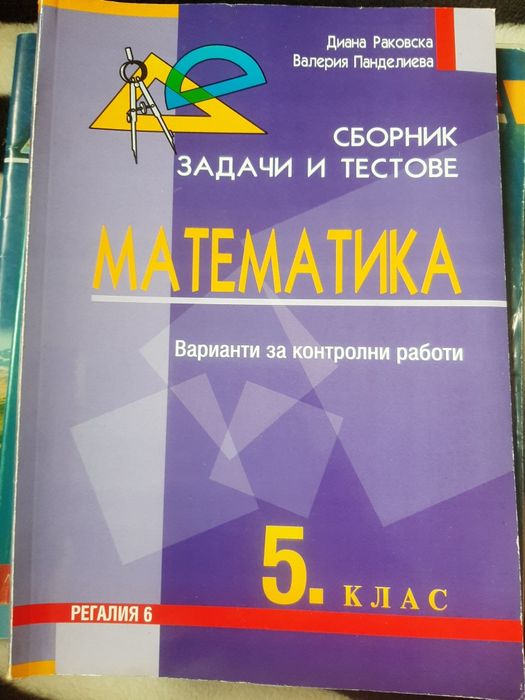 Диана Раковска
Валерия Панделиева
СБОРНИК
ЗАДАЧИ И ТЕСТОВЕ
МАТЕМАТИКА
Варианти за контролни работи
5. КЛАС
РЕГАЛИЯ 6